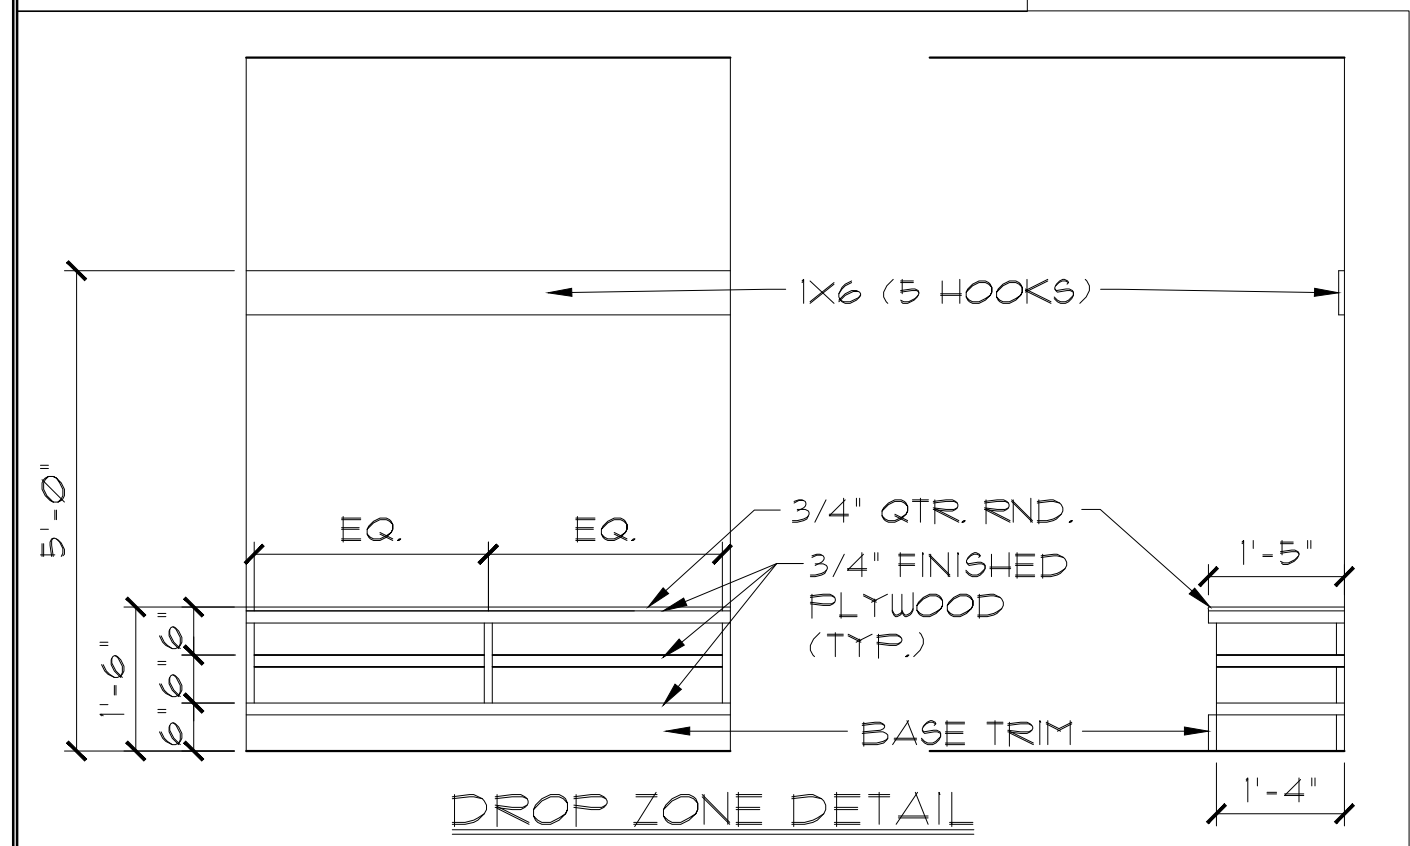 1X6 (5 HOOKS)
5'-0"
EQ.
EQ.
3/4" QTR. RND.
3/4" FINISHED
PLYWOOD
(TYP.)
1'-5"
1'-6"
6"
6"
6"
BASE TRIM
1'-4"
DROP ZONE DETAIL